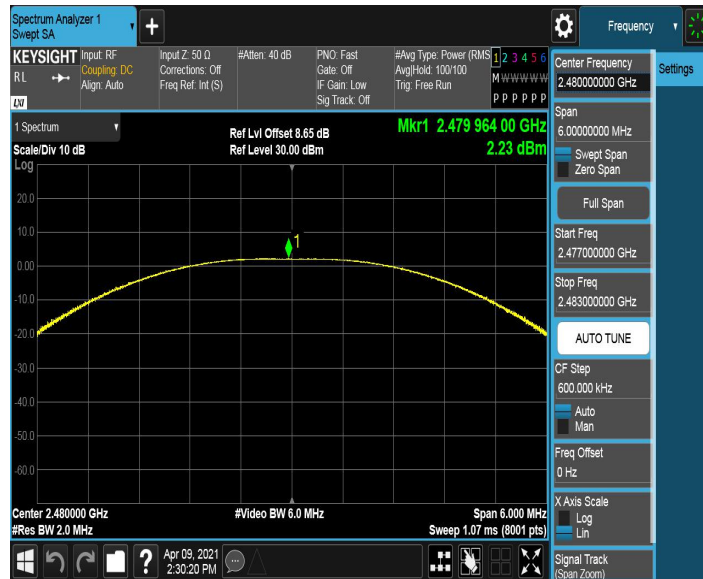 Spectrum Analyzer 1
Swept SA
+
Frequency
KEYSIGHT
RL
LXI
Input: RF
Coupling: DC
Align: Auto
Input Z: 50 Ω
Corrections: Off
Freq Ref: Int (S)
#Atten: 40 dB
PNO: Fast
Gate: Off
IF Gain: Low
Sig Track: Off
#Avg Type: Power (RMS
Avg|Hold: 100/100
Trig: Free Run
1 2 3 4 5 6
M W W W W W
P P P P P P
1 Spectrum
Scale/Div 10 dB
Ref Lvl Offset 8.65 dB
Ref Level 30.00 dBm
Mkr1 2.479 964 00 GHz
2.23 dBm
Log
20.0
10.0
0.00
-10.0
-20.0
-30.0
-40.0
-50.0
-60.0
1
Center 2.480000 GHz
#Res BW 2.0 MHz
#Video BW 6.0 MHz
Span 6.000 MHz
Sweep 1.07 ms (8001 pts)
?
Apr 09, 2021
2:30:20 PM
Settings
Center Frequency
2.480000000 GHz
Span
6.00000000 MHz
Swept Span
Zero Span
Full Span
Start Freq
2.477000000 GHz
Stop Freq
2.483000000 GHz
AUTO TUNE
CF Step
600.000 kHz
Auto
Man
Freq Offset
0 Hz
X Axis Scale
Log
Lin
Signal Track
(Span Zoom)